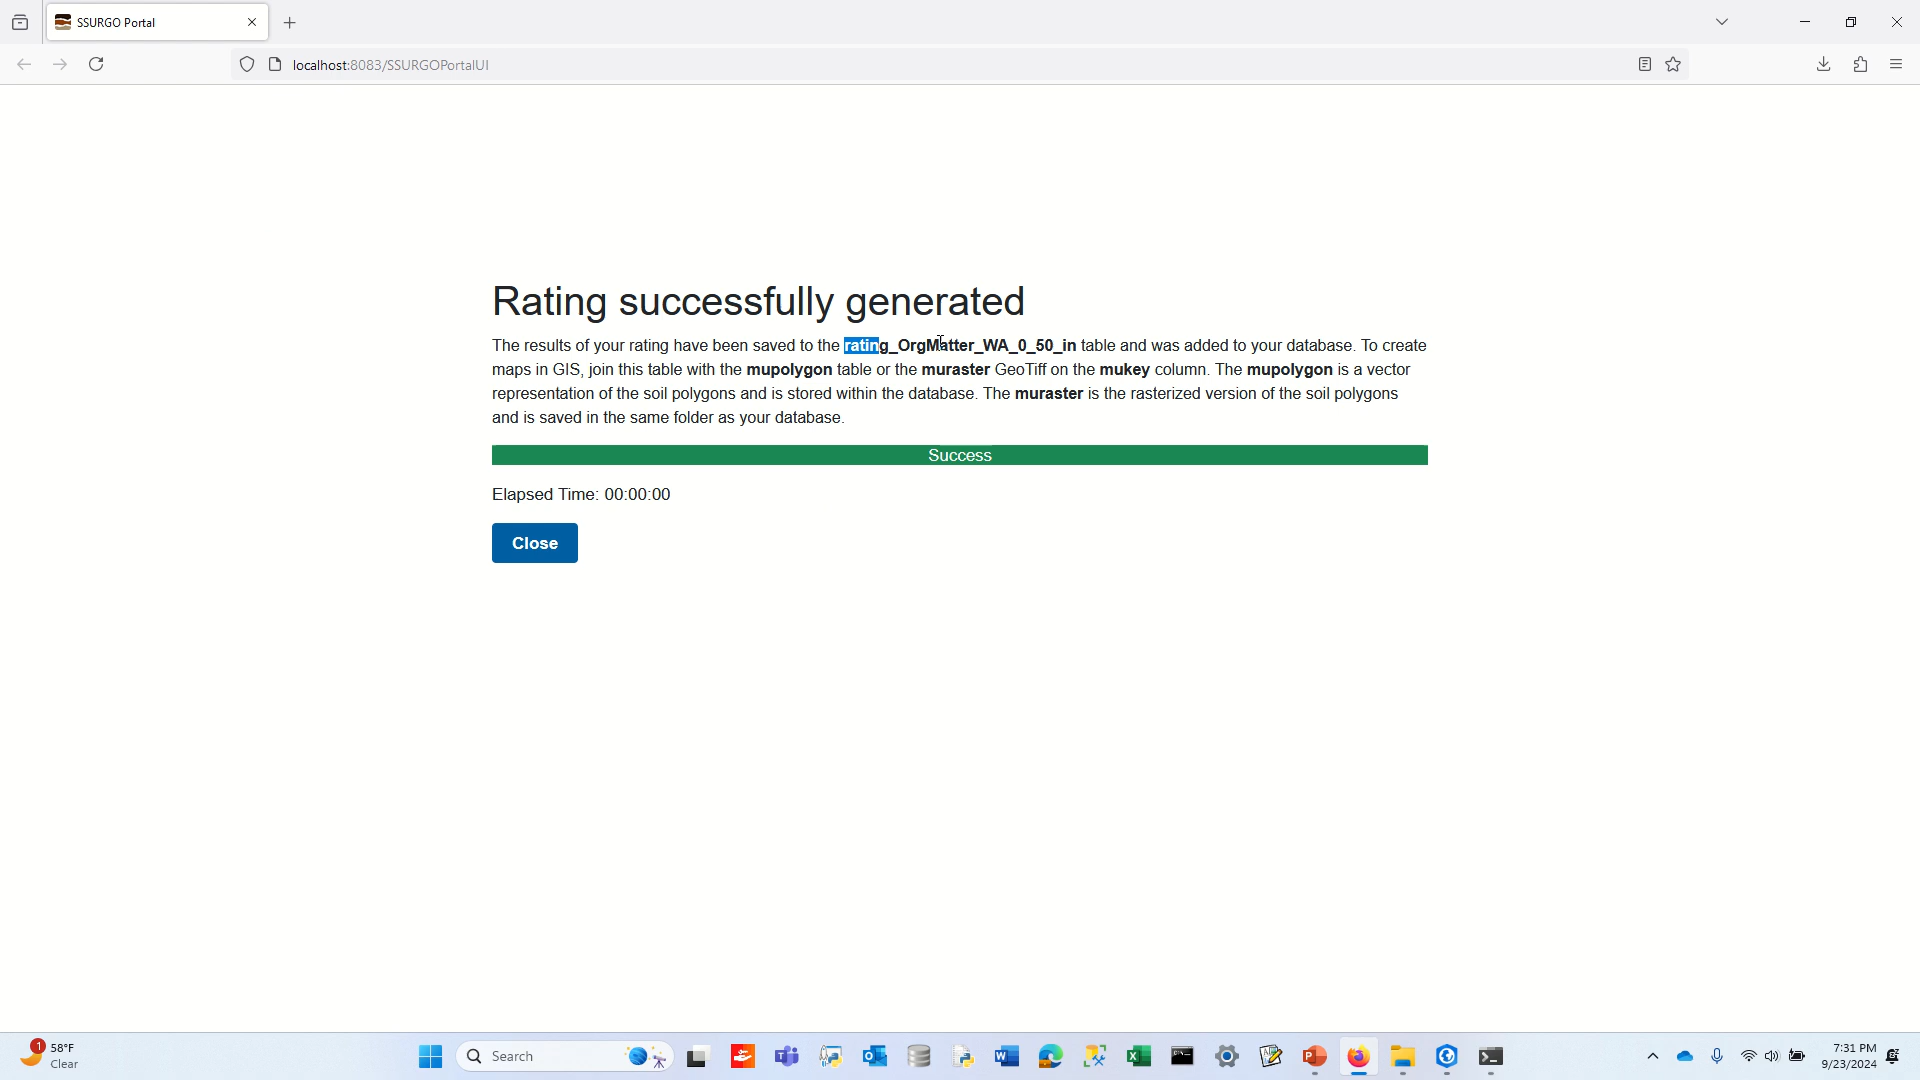 SSURGO Portal
localhost:8083/SSURGOPortalUI
Rating successfully generated
The results of your rating have been saved to the rating_OrgMatter_WA_0_50_in table and was added to your database. To create
maps in GIS, join this table with the mupolygon table or the muraster GeoTiff on the mukey column. The mupolygon is a vector
representation of the soil polygons and is stored within the database. The muraster is the rasterized version of the soil polygons
and is saved in the same folder as your database.
Success
Elapsed Time: 00:00:00
Close
1
58°F
Clear
Search
7:31 PM
9/23/2024